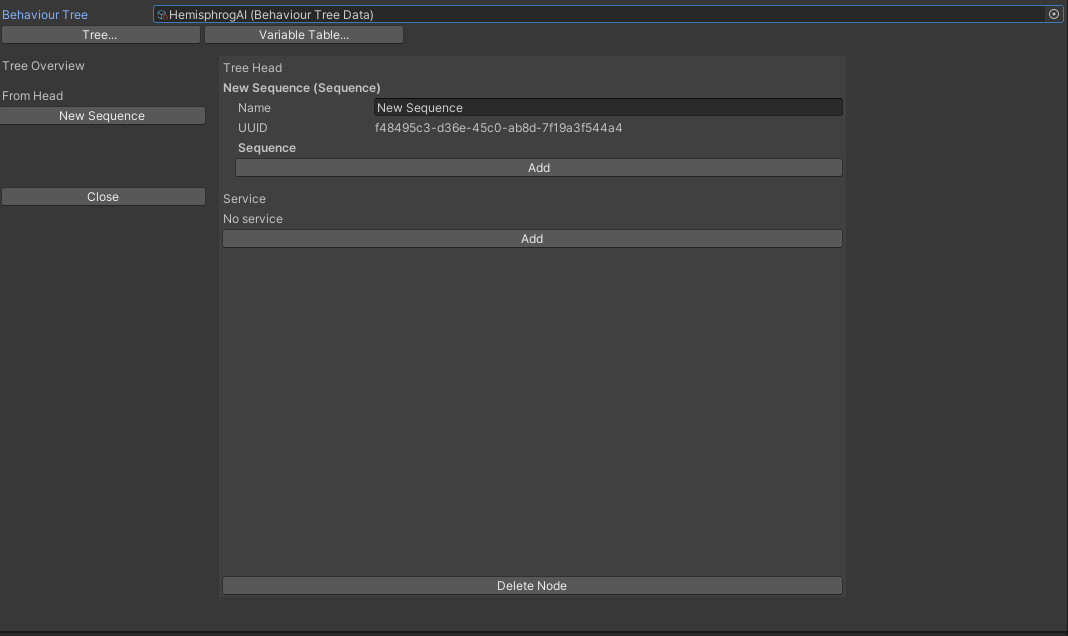 Behaviour Tree HemisphrogAI (Behaviour Tree Data)
Tree... Variable Table...
Tree Overview
From Head
New Sequence
Close
Tree Head
New Sequence (Sequence)
Name New Sequence
UUID f48495c3-d36e-45c0-ab8d-7f19a3f544a4
Sequence
Add
Service
No service
Add
Delete Node